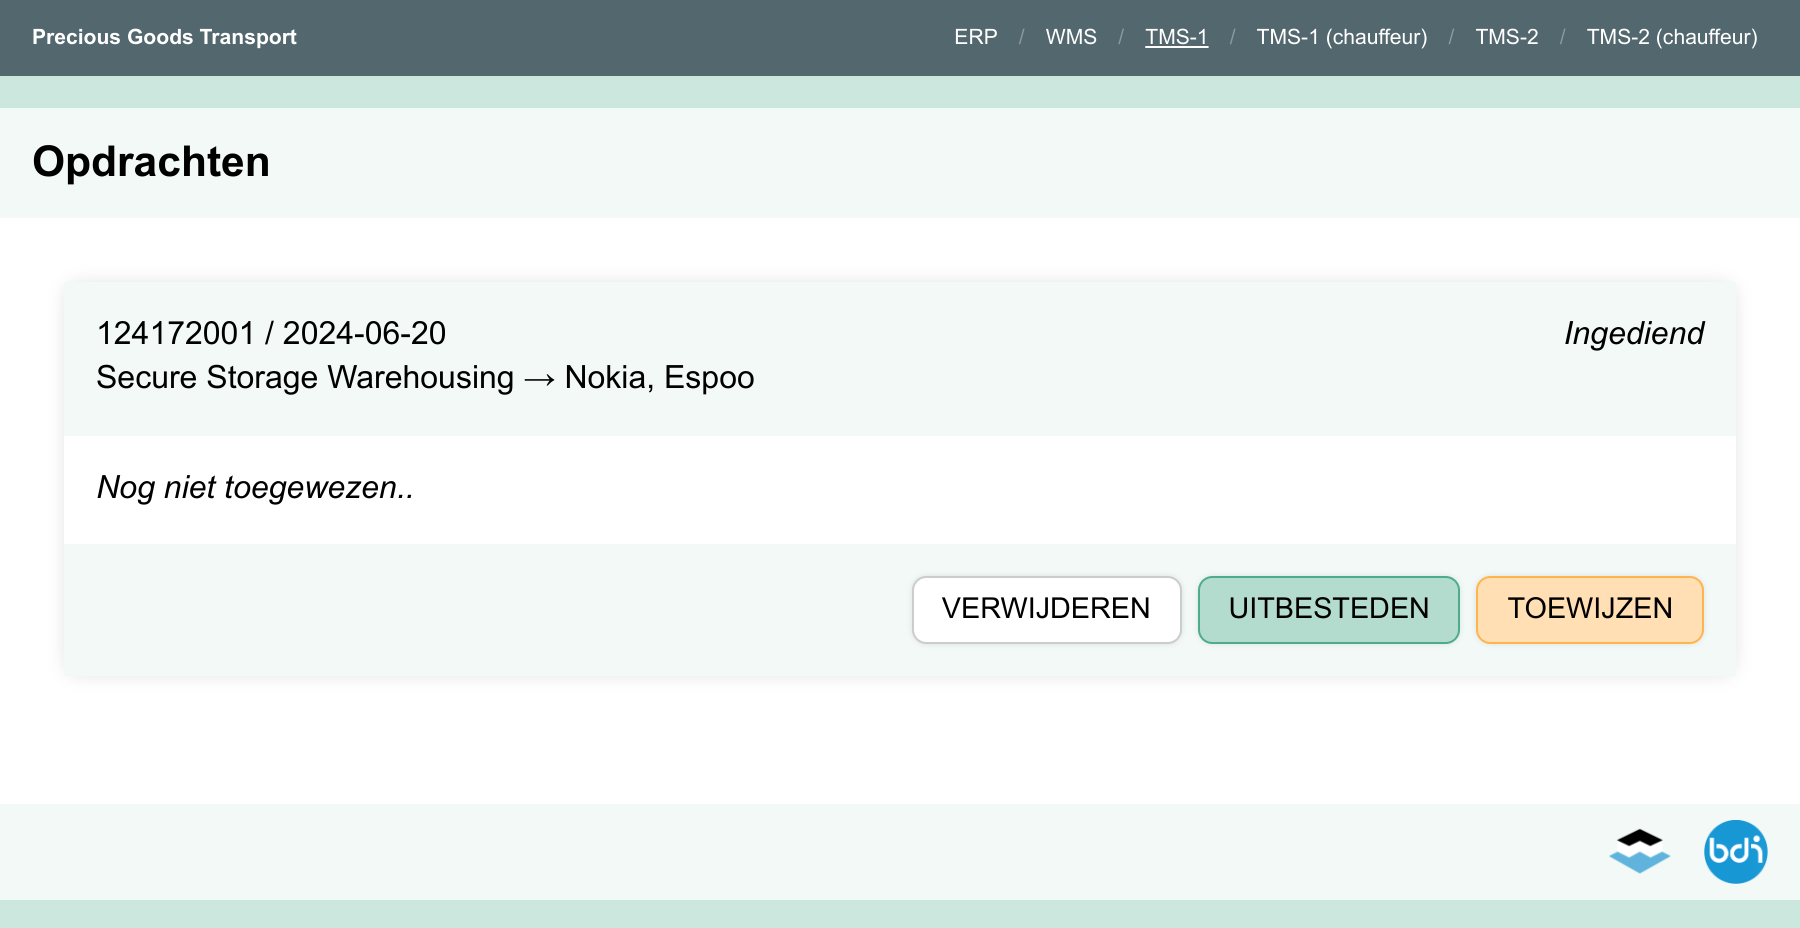 Precious Goods Transport
ERP / WMS / TMS-1 / TMS-1 (chauffeur) / TMS-2 / TMS-2 (chauffeur)
Opdrachten
124172001 / 2024-06-20
Ingediend
Secure Storage Warehousing → Nokia, Espoo
Nog niet toegewezen..
VERWIJDEREN
UITBESTEDEN
TOEWIJZEN
bdi